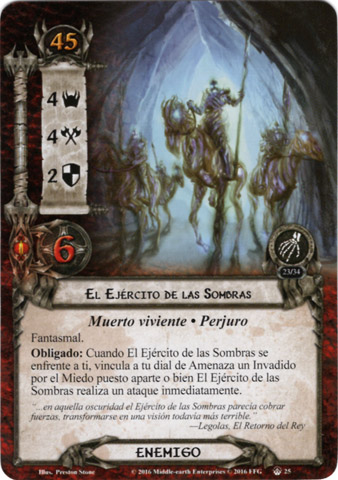 45
4
4
2
6
23/34
El Ejército de las Sombras
Muerto viviente • Perjuro
Fantasmal.
Obligado: Cuando El Ejército de las Sombras se
enfrente a ti, vincula a tu dial de Amenaza un Invadido
por el Miedo puesto aparte o bien El Ejército de las
Sombras realiza un ataque inmediatamente.
"...en aquella oscuridad el Ejército de las Sombras parecía cobrar
fuerzas, transformarse en una visión todavía más terrible."
—Legolas, El Retorno del Rey
ENEMIGO
Illus. Preston Stone © 2016 Middle-earth Enterprises © 2016 FFG 25